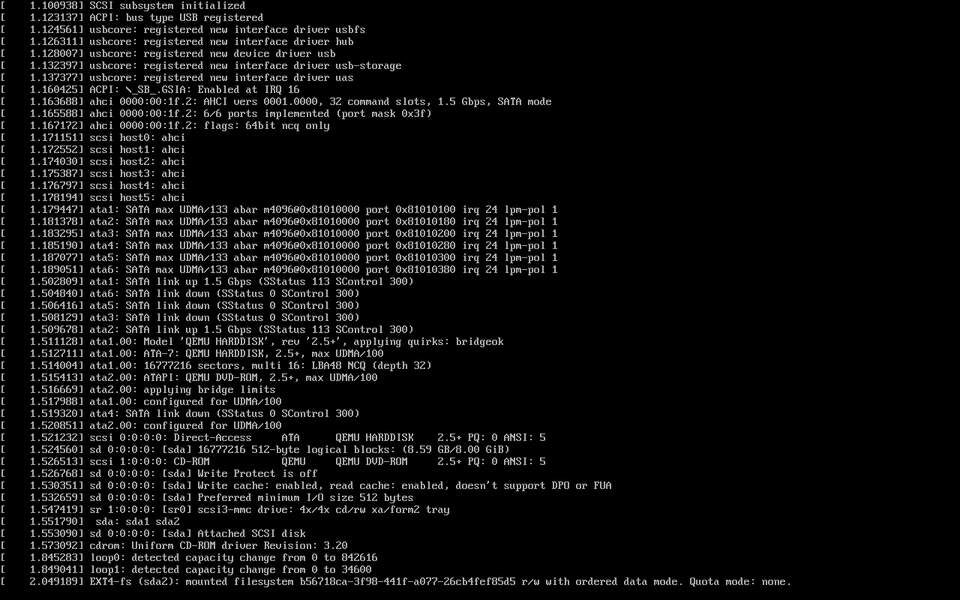 [    1.100938] SCSI subsystem initialized
[    1.123137] ACPI: bus type USB registered
[    1.124561] usbcore: registered new interface driver usbfs
[    1.126311] usbcore: registered new interface driver hub
[    1.128007] usbcore: registered new device driver usb
[    1.132397] usbcore: registered new interface driver usb-storage
[    1.137377] usbcore: registered new interface driver uas
[    1.160425] ACPI: \_SB_.GSIA: Enabled at IRQ 16
[    1.163688] ahci 0000:00:1f.2: AHCI vers 0001.0000, 32 command slots, 1.5 Gbps, SATA mode
[    1.165588] ahci 0000:00:1f.2: 6/6 ports implemented (port mask 0x3f)
[    1.167172] ahci 0000:00:1f.2: flags: 64bit ncq only
[    1.171151] scsi host0: ahci
[    1.172552] scsi host1: ahci
[    1.174030] scsi host2: ahci
[    1.175387] scsi host3: ahci
[    1.176797] scsi host4: ahci
[    1.178194] scsi host5: ahci
[    1.179447] ata1: SATA max UDMA/133 abar m4096@0x81010000 port 0x81010100 irq 24 lpm-pol 1
[    1.181378] ata2: SATA max UDMA/133 abar m4096@0x81010000 port 0x81010180 irq 24 lpm-pol 1
[    1.183295] ata3: SATA max UDMA/133 abar m4096@0x81010000 port 0x81010200 irq 24 lpm-pol 1
[    1.185190] ata4: SATA max UDMA/133 abar m4096@0x81010000 port 0x81010280 irq 24 lpm-pol 1
[    1.187077] ata5: SATA max UDMA/133 abar m4096@0x81010000 port 0x81010300 irq 24 lpm-pol 1
[    1.189051] ata6: SATA max UDMA/133 abar m4096@0x81010000 port 0x81010380 irq 24 lpm-pol 1
[    1.502809] ata1: SATA link up 1.5 Gbps (SStatus 113 SControl 300)
[    1.504840] ata6: SATA link down (SStatus 0 SControl 300)
[    1.506416] ata5: SATA link down (SStatus 0 SControl 300)
[    1.508129] ata3: SATA link down (SStatus 0 SControl 300)
[    1.509678] ata2: SATA link up 1.5 Gbps (SStatus 113 SControl 300)
[    1.511128] ata1.00: Model 'QEMU HARDDISK', rev '2.5+', applying quirks: bridgeok
[    1.512711] ata1.00: ATA-7: QEMU HARDDISK, 2.5+, max UDMA/100
[    1.514004] ata1.00: 16777216 sectors, multi 16: LBA48 NCQ (depth 32)
[    1.515413] ata2.00: ATAPI: QEMU DVD-ROM, 2.5+, max UDMA/100
[    1.516669] ata2.00: applying bridge limits
[    1.517988] ata1.00: configured for UDMA/100
[    1.519320] ata4: SATA link down (SStatus 0 SControl 300)
[    1.520851] ata2.00: configured for UDMA/100
[    1.521232] scsi 0:0:0:0: Direct-Access     ATA      QEMU HARDDISK    2.5+ PQ: 0 ANSI: 5
[    1.524560] sd 0:0:0:0: [sda] 16777216 512-byte logical blocks: (8.59 GB/8.00 GiB)
[    1.526513] scsi 1:0:0:0: CD-ROM            QEMU     QEMU DVD-ROM     2.5+ PQ: 0 ANSI: 5
[    1.526768] sd 0:0:0:0: [sda] Write Protect is off
[    1.530351] sd 0:0:0:0: [sda] Write cache: enabled, read cache: enabled, doesn't support DPO or FUA
[    1.532659] sd 0:0:0:0: [sda] Preferred minimum I/O size 512 bytes
[    1.547419] sr 1:0:0:0: [sr0] scsi3-mmc drive: 4x/4x cd/rw xa/form2 tray
[    1.551790]  sda: sda1 sda2
[    1.553090] sd 0:0:0:0: [sda] Attached SCSI disk
[    1.573092] cdrom: Uniform CD-ROM driver Revision: 3.20
[    1.845283] loop0: detected capacity change from 0 to 842616
[    1.849041] loop1: detected capacity change from 0 to 34600
[    2.049189] EXT4-fs (sda2): mounted filesystem b56718ca-3f98-441f-a077-26cb4fef85d5 r/w with ordered data mode. Quota mode: none.